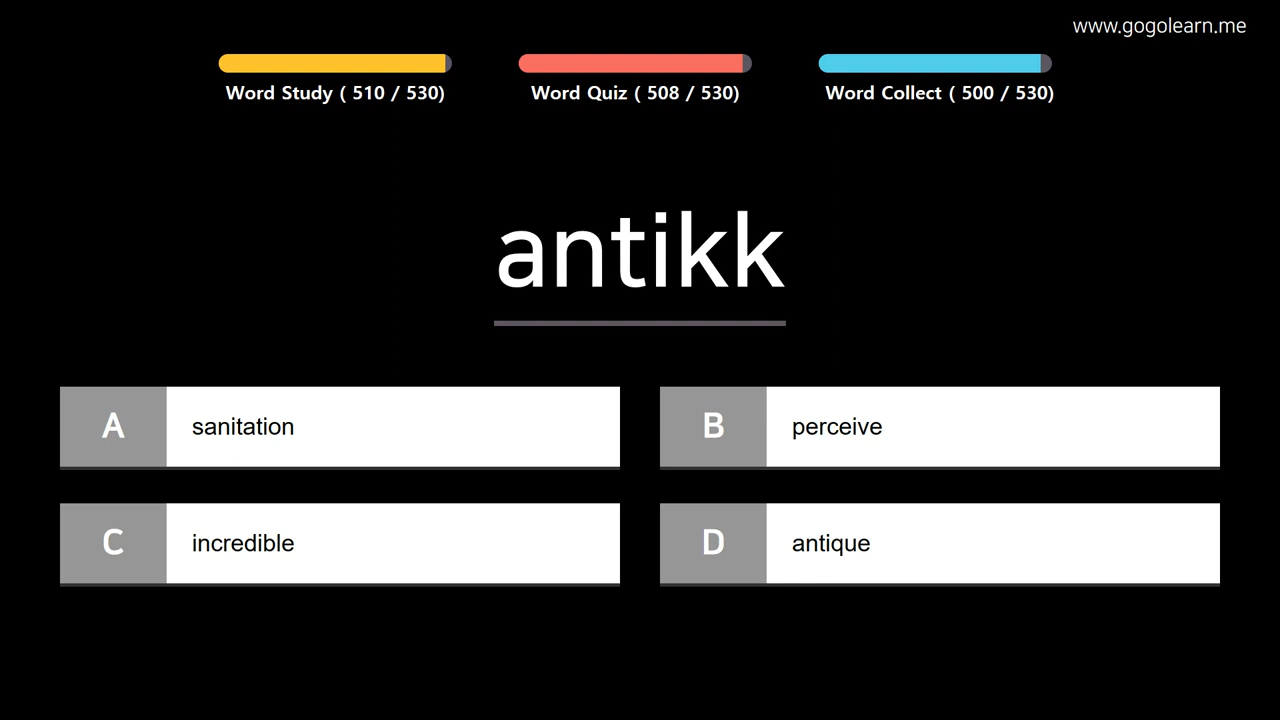 www.gogolearn.me
Word Study ( 510 / 530)
Word Quiz ( 508 / 530)
Word Collect ( 500 / 530)
antikk
A sanitation
B perceive
C incredible
D antique